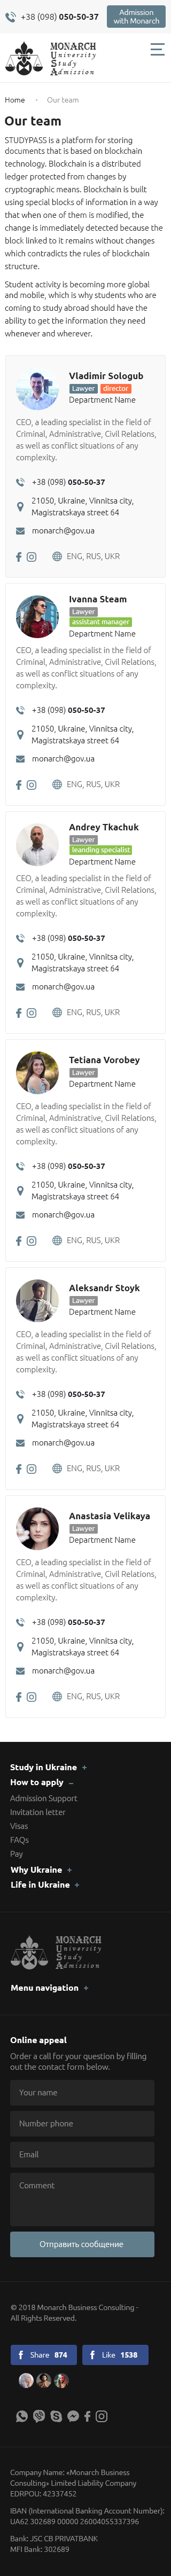 +38 (098) 050-50-37
Admission
with Monarch
MONARCH
University
Study
Admission
Home
Our team
Our team
STUDYPASS is a platform for storing
documents that is based on blockchain
technology. Blockchain is a distributed
ledger protected from changes by
cryptographic means. Blockchain is built
using special blocks of information in a way
that when one of them is modified, the
change is immediately detected because the
block linked to it remains without changes
which contradicts the rules of blockchain
structure.
Student activity is becoming more global
and mobile, which is why students who are
coming to study abroad should have the
ability to get the information they need
whenever and wherever.
Vladimir Sologub
Lawyer director
Department Name
CEO, a leading specialist in the field of
Criminal, Administrative, Civil Relations,
as well as conflict situations of any
complexity.
+38 (098) 050-50-37
21050, Ukraine, Vinnitsa city,
Magistratskaya street 64
monarch@gov.ua
ENG, RUS, UKR
Ivanna Steam
Lawyer
assistant manager
Department Name
CEO, a leading specialist in the field of
Criminal, Administrative, Civil Relations,
as well as conflict situations of any
complexity.
+38 (098) 050-50-37
21050, Ukraine, Vinnitsa city,
Magistratskaya street 64
monarch@gov.ua
ENG, RUS, UKR
Andrey Tkachuk
Lawyer
leanding specialist
Department Name
CEO, a leading specialist in the field of
Criminal, Administrative, Civil Relations,
as well as conflict situations of any
complexity.
+38 (098) 050-50-37
21050, Ukraine, Vinnitsa city,
Magistratskaya street 64
monarch@gov.ua
ENG, RUS, UKR
Tetiana Vorobey
Lawyer
Department Name
CEO, a leading specialist in the field of
Criminal, Administrative, Civil Relations,
as well as conflict situations of any
complexity.
+38 (098) 050-50-37
21050, Ukraine, Vinnitsa city,
Magistratskaya street 64
monarch@gov.ua
ENG, RUS, UKR
Aleksandr Stoyk
Lawyer
Department Name
CEO, a leading specialist in the field of
Criminal, Administrative, Civil Relations,
as well as conflict situations of any
complexity.
+38 (098) 050-50-37
21050, Ukraine, Vinnitsa city,
Magistratskaya street 64
monarch@gov.ua
ENG, RUS, UKR
Anastasia Velikaya
Lawyer
Department Name
CEO, a leading specialist in the field of
Criminal, Administrative, Civil Relations,
as well as conflict situations of any
complexity.
+38 (098) 050-50-37
21050, Ukraine, Vinnitsa city,
Magistratskaya street 64
monarch@gov.ua
ENG, RUS, UKR
Study in Ukraine +
How to apply –
Admission Support
Invitation letter
Visas
FAQs
Pay
Why Ukraine +
Life in Ukraine +
MONARCH
University
Study
Admission
Menu navigation +
Online appeal
Order a call for your question by filling
out the contact form below.
Your name
Number phone
Email
Comment
Отправить сообщение
© 2018 Monarch Business Consulting -
All Rights Reserved.
Share 874
Like 1538
Company Name: «Monarch Business
Consulting» Limited Liability Company
EDRPOU: 42337452
IBAN (International Banking Account Number):
UA62 302689 00000 26004055337396
Bank: JSC CB PRIVATBANK
MFI Bank: 302689